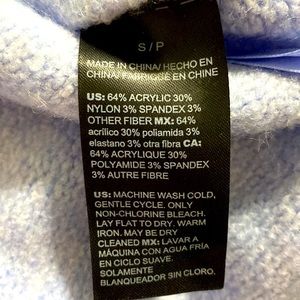 S / P
MADE IN CHINA/ HECHO EN
CHINA/ FABRIQUÉ EN CHINE
US: 64% ACRYLIC 30%
NYLON 3% SPANDEX 3%
OTHER FIBER MX: 64%
acrílico 30% poliamida 3%
elastano 3% otra fibra CA:
64% ACRYLIQUE 30%
POLYAMIDE 3% SPANDEX
3% AUTRE FIBRE
US: MACHINE WASH COLD,
GENTLE CYCLE. ONLY
NON-CHLORINE BLEACH.
LAY FLAT TO DRY. WARM
IRON. MAY BE DRY
CLEANED MX: LAVAR A
MÁQUINA CON AGUA FRÍA
EN CICLO SUAVE.
SOLAMENTE
BLANQUEADOR SIN CLORO.